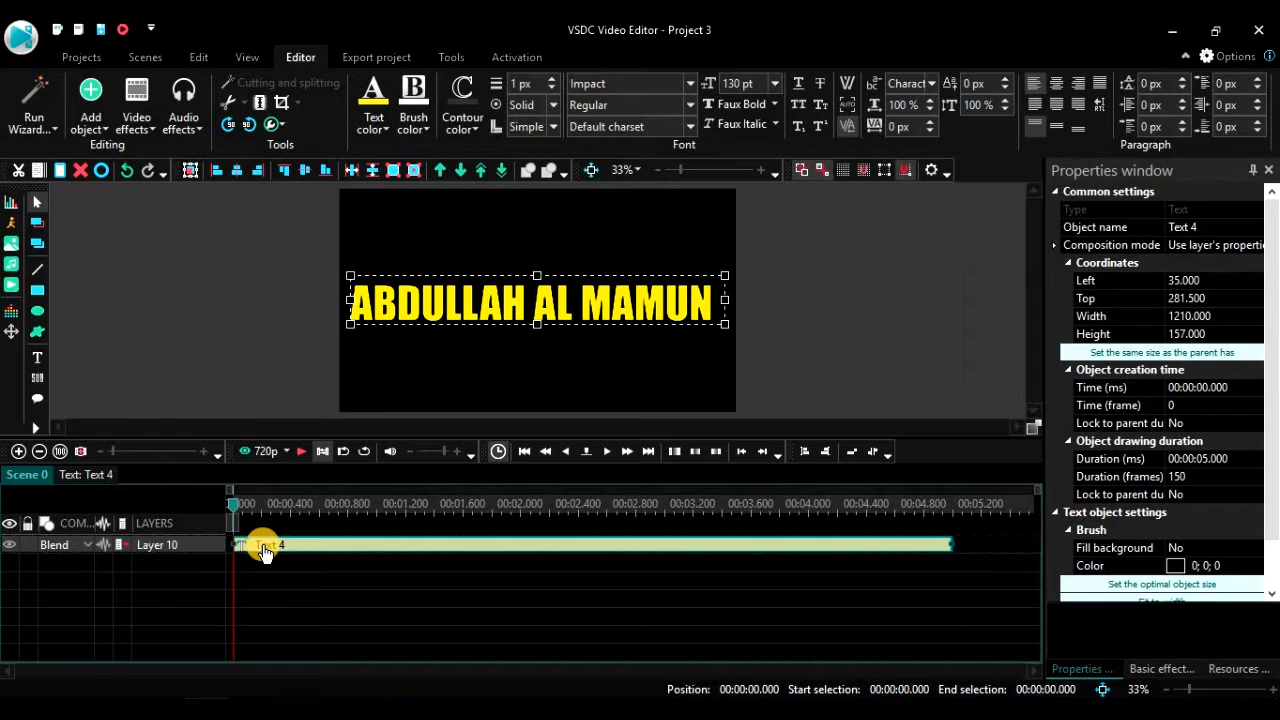 VSDC Video Editor - Project 3
Projects Scenes Edit View Editor Export project Tools Activation Options
Run Wizard... Add object Video effects Audio effects
Editing
Cutting and splitting
Tools
Text color Brush color Contour color
1 px Impact 130 pt Charact 0 px
Solid Regular Faux Bold 100 % 100 %
Simple Default charset Faux Italic 0 px
Font
0 px 0 px
0 px 0 px
0 px 0 px
Paragraph
33%
ABDULLAH AL MAMUN
Properties window
Common settings
Type Text
Object name Text 4
Composition mode Use layer's properti
Coordinates
Left 35.000
Top 281.500
Width 1210.000
Height 157.000
Set the same size as the parent has
Object creation time
Time (ms) 00:00:00.000
Time (frame) 0
Lock to parent du No
Object drawing duration
Duration (ms) 00:00:05.000
Duration (frames) 150
Lock to parent du No
Text object settings
Brush
Fill background No
Color 0; 0; 0
Set the optimal object size
Properties ... Basic effect... Resources ...
720p
Scene 0 Text: Text 4
000 00:00.400 00:00.800 00:01.200 00:01.600 00:02.000 00:02.400 00:02.800 00:03.200 00:03.600 00:04.000 00:04.400 00:04.800 00:05.200
COM... LAYERS
Blend Layer 10 Text 4
Position: 00:00:00.000 Start selection: 00:00:00.000 End selection: 00:00:00.000 33%